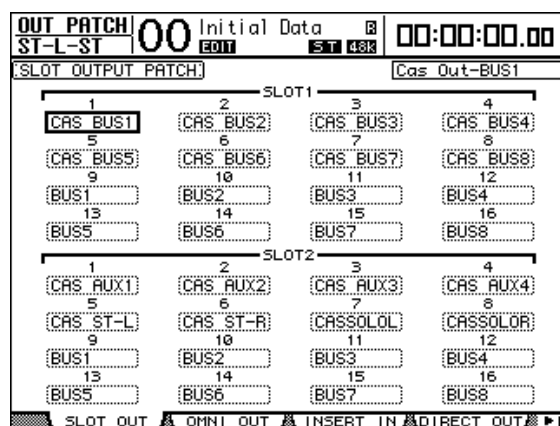 OUT PATCH 00 Initial Data R 00:00:00.00
ST-L-ST EDIT ST 48k
SLOT OUTPUT PATCH Cas Out-BUS1
SLOT1
1 2 3 4
CAS BUS1 CAS BUS2 CAS BUS3 CAS BUS4
5 6 7 8
CAS BUS5 CAS BUS6 CAS BUS7 CAS BUS8
9 10 11 12
BUS1 BUS2 BUS3 BUS4
13 14 15 16
BUS5 BUS6 BUS7 BUS8
SLOT2
1 2 3 4
CAS AUX1 CAS AUX2 CAS AUX3 CAS AUX4
5 6 7 8
CAS ST-L CAS ST-R CASSOLOL CASSOLOR
9 10 11 12
BUS1 BUS2 BUS3 BUS4
13 14 15 16
BUS5 BUS6 BUS7 BUS8
SLOT OUT OMNI OUT INSERT IN DIRECT OUT